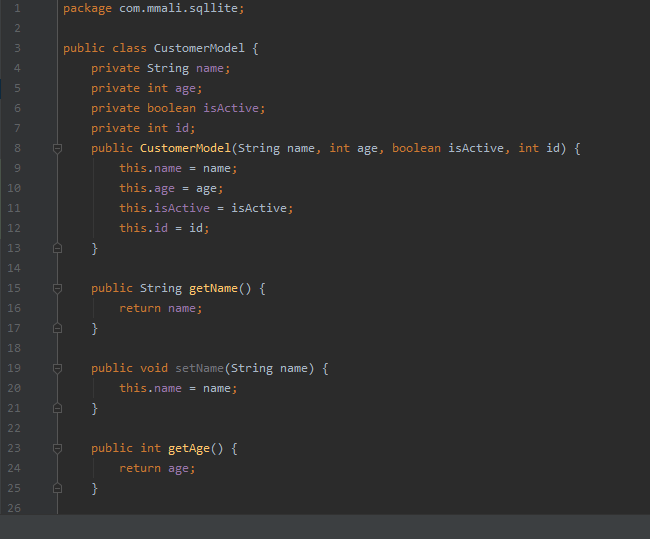 1 package com.mmali.sqllite;
2
3 public class CustomerModel {
4 private String name;
5 private int age;
6 private boolean isActive;
7 private int id;
8 public CustomerModel(String name, int age, boolean isActive, int id) {
9 this.name = name;
10 this.age = age;
11 this.isActive = isActive;
12 this.id = id;
13 }
14
15 public String getName() {
16 return name;
17 }
18
19 public void setName(String name) {
20 this.name = name;
21 }
22
23 public int getAge() {
24 return age;
25 }
26